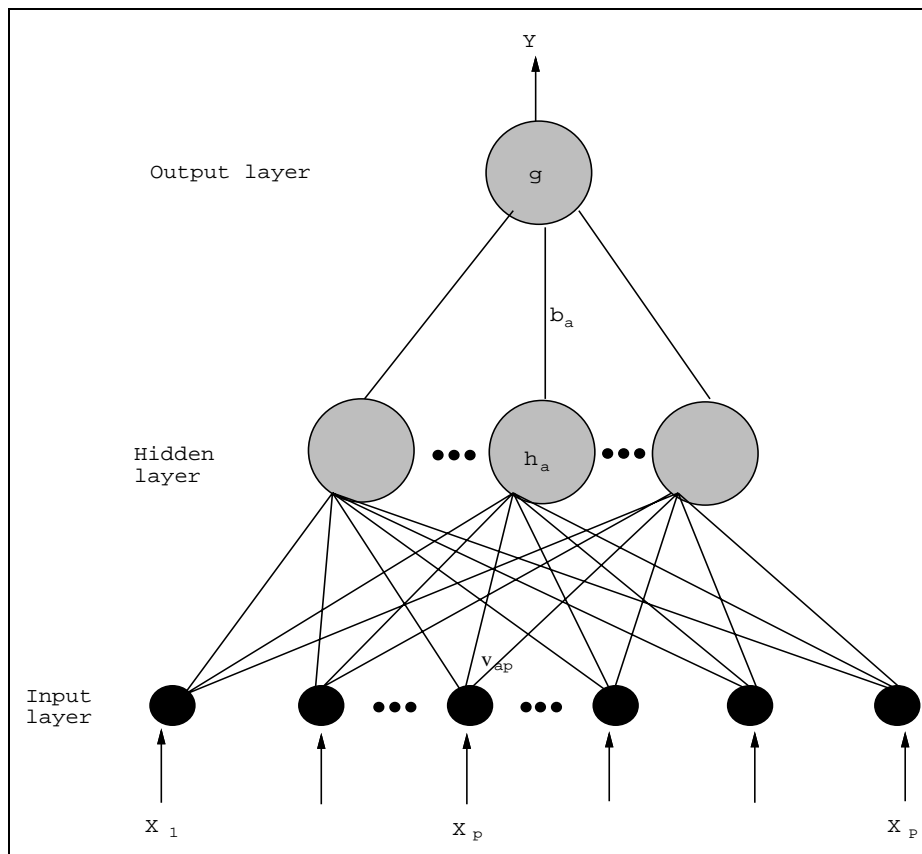 Y
Output layer
g
b_a
Hidden
layer
h_a
v_ap
Input
layer
X_1 X_p X_p